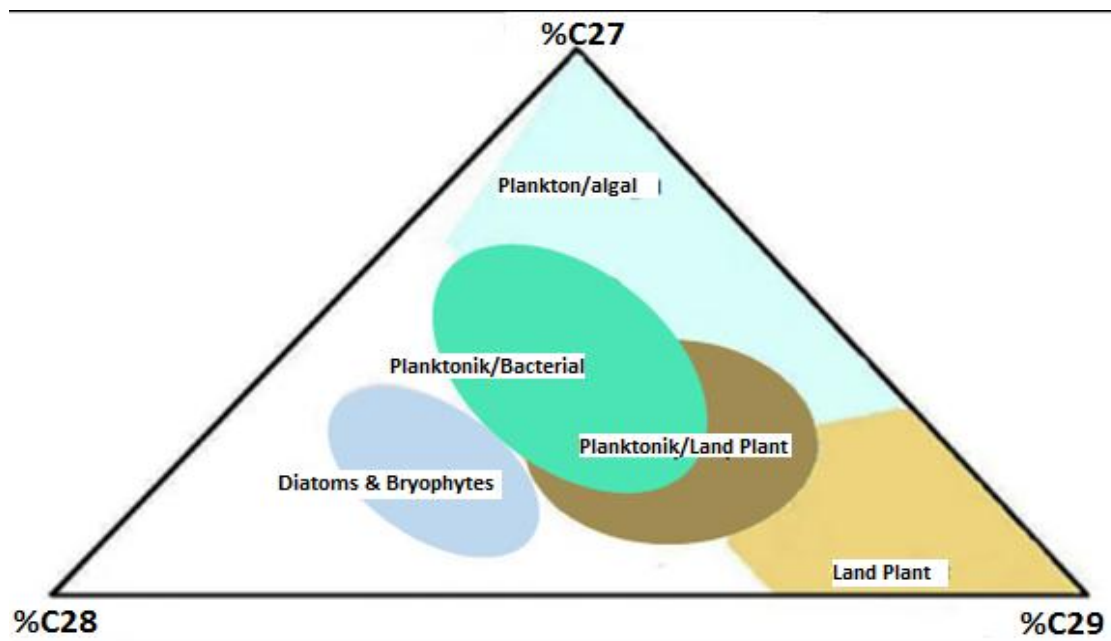 %C27
Plankton/algal
Planktonik/Bacterial
Planktonik/Land Plant
Diatoms & Bryophytes
Land Plant
%C28
%C29